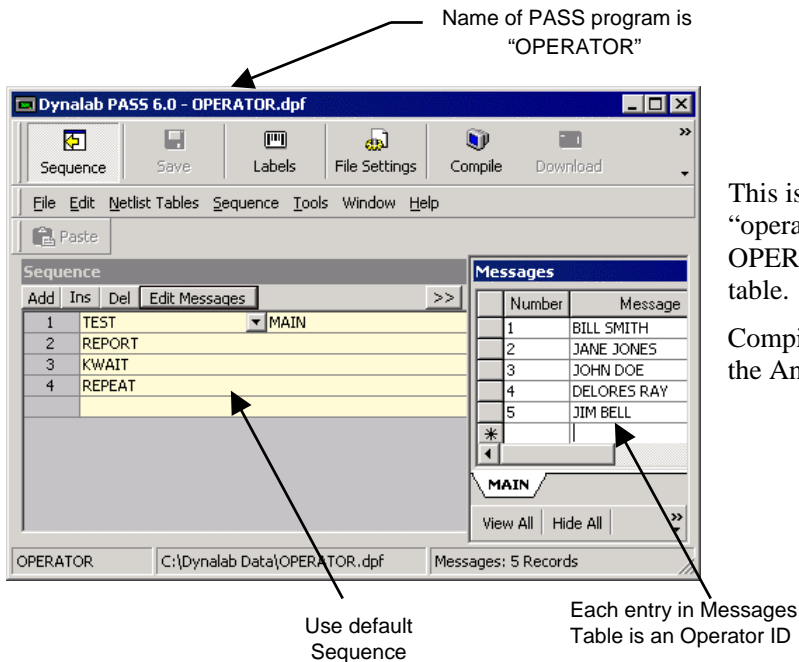 Name of PASS program is
“OPERATOR”
Dynalab PASS 6.0 - OPERATOR.dpf
Sequence Save Labels File Settings Compile Download »
File Edit Netlist Tables Sequence Tools Window Help
Paste
Sequence
Add Ins Del Edit Messages >>
1 TEST MAIN
2 REPORT
3 KWAIT
4 REPEAT
Messages
Number Message
1 BILL SMITH
2 JANE JONES
3 JOHN DOE
4 DELORES RAY
5 JIM BELL
*
MAIN
View All Hide All »
OPERATOR C:\Dynalab Data\OPERATOR.dpf Messages: 5 Records
This is
“opera
OPER
table.
Compi
the An
Use default
Sequence
Each entry in Messages
Table is an Operator ID